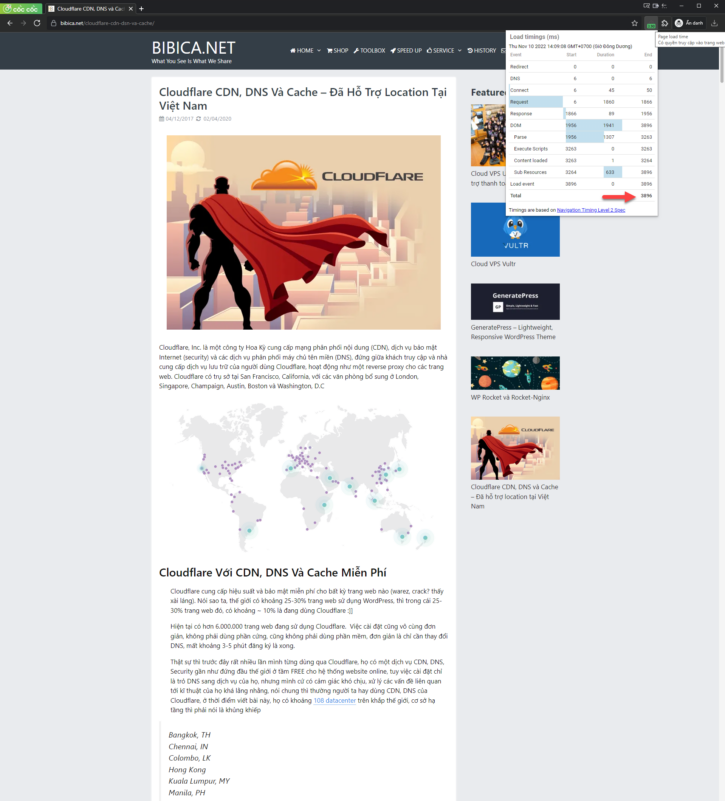 cốc cốc
Cloudflare CDN, DNS và Cac
bibica.net/cloudflare-cdn-dns-va-cache/
Ẩn danh
BIBICA.NET
What You See Is What We Share
HOME
SHOP
TOOLBOX
SPEED UP
SERVICE
HISTORY
Page load time
Có quyền truy cập vào trang web
Load timings (ms)
Thu Nov 10 2022 14:09:08 GMT+0700 (Giờ Đông Dương)
Event Start Duration End
Redirect 0 0 0
DNS 6 0 6
Connect 6 45 50
Request 6 1860 1866
Response 1866 89 1956
DOM 1956 1941 3896
Parse 1956 1307 3263
Execute Scripts 3263 0 3263
Content loaded 3263 1 3264
Sub Resources 3264 633 3896
Load event 3896 0 3896
Total 3896
Timings are based on Navigation Timing Level 2 Spec
Cloudflare CDN, DNS Và Cache – Đã Hỗ Trợ Location Tại
Việt Nam
04/12/2017 02/04/2020
CLOUDFLARE
Cloudflare, Inc. là một công ty Hoa Kỳ cung cấp mạng phân phối nội dung (CDN), dịch vụ bảo mật
Internet (security) và các dịch vụ phân phối máy chủ tên miền (DNS), đứng giữa khách truy cập và nhà
cung cấp dịch vụ lưu trữ của người dùng Cloudflare, hoạt động như một reverse proxy cho các trang
web. Cloudflare có trụ sở tại San Francisco, California, với các văn phòng bổ sung ở London,
Singapore, Champaign, Austin, Boston và Washington, D.C
Cloudflare Với CDN, DNS Và Cache Miễn Phí
Cloudflare cung cấp hiệu suất và bảo mật miễn phí cho bất kỳ trang web nào (warez, crack? thấy
xài láng). Nói sao ta, thế giới có khoảng 25-30% trang web sử dụng WordPress, thì trong cái 25-
30% trang web đó, có khoảng ~ 10% là đang dùng Cloudflare :]]
Hiện tại có hơn 6.000.000 trang web đang sử dụng Cloudflare. Việc cài đặt cũng vô cùng đơn
giản, không phải dùng phần cứng, cũng không phải dùng phần mềm, đơn giản là chỉ cần thay đổi
DNS, mất khoảng 3-5 phút đăng ký là xong.
Thật sự thì trước đây rất nhiều lần mình từng dùng qua Cloudflare, họ có một dịch vụ CDN, DNS,
Security gần như đứng đầu thế giới ở tầm FREE cho hệ thống website online, tuy việc cài đặt chỉ
là trỏ DNS sang dịch vụ của họ, nhưng mình cứ có cảm giác khó chịu, xử lý các vấn đề liên quan
tới kĩ thuật của họ khá lằng nhằng, nói chung thì thường người ta hay dùng CDN, DNS của
Cloudflare, ở thời điểm viết bài này, họ có khoảng 108 datacenter trên khắp thế giới, cơ sở hạ
tầng thì phải nói là khủng khiếp
Bangkok, TH
Chennai, IN
Colombo, LK
Hong Kong
Kuala Lumpur, MY
Manila, PH
Featured
Cloud VPS U
trợ thanh to
VULTR
Cloud VPS Vultr
GeneratePress
GP
GeneratePress – Lightweight,
Responsive WordPress Theme
WP Rocket và Rocket-Nginx
CLOUDFLARE
Cloudflare CDN, DNS và Cache
– Đã hỗ trợ location tại Việt
Nam